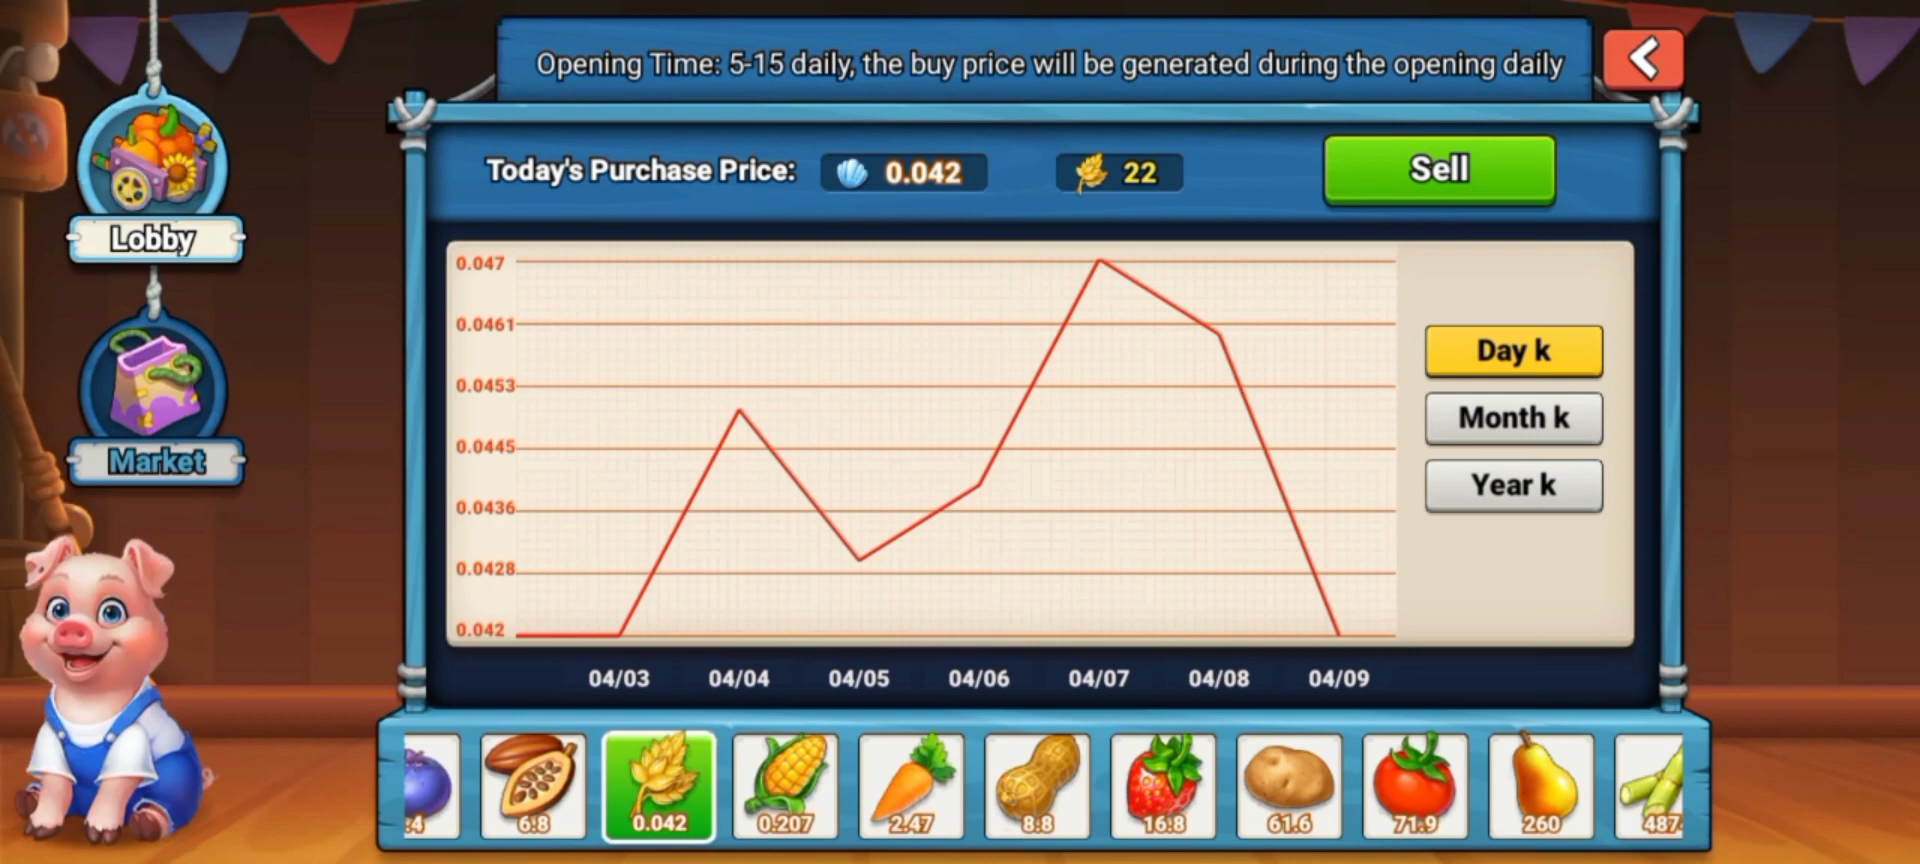 Opening Time: 5-15 daily, the buy price will be generated during the opening daily
Today's Purchase Price: 0.042 22 Sell
Lobby
Market
0.047
0.0461
0.0453
0.0445
0.0436
0.0428
0.042
Day k
Month k
Year k
04/03 04/04 04/05 04/06 04/07 04/08 04/09
.4 6.8 0.042 0.207 2.47 8.8 16.8 61.6 71.9 260 487